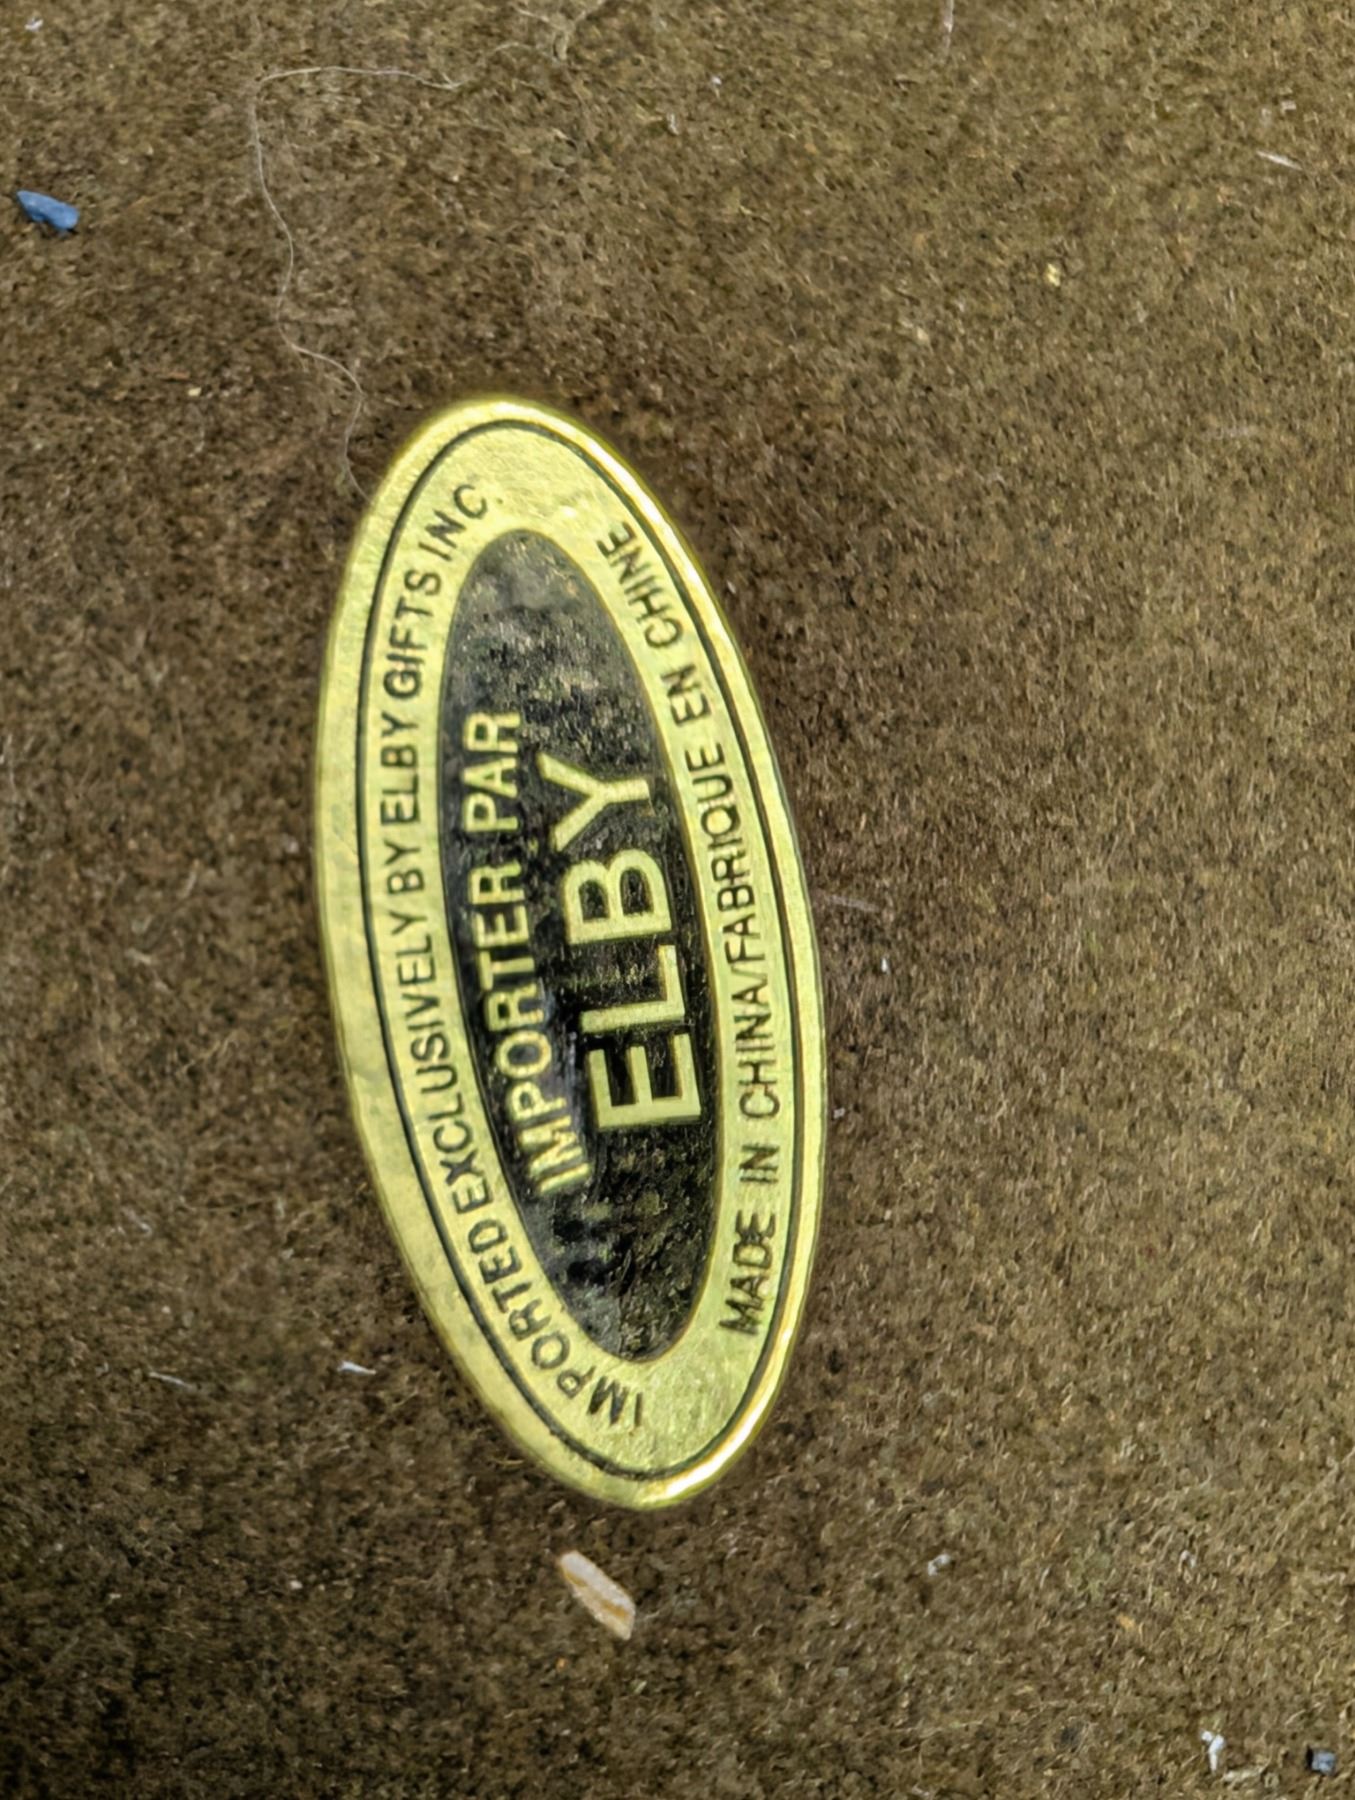 IMPORTED EXCLUSIVELY BY ELBY GIFTS INC.
IMPORTER PAR
ELBY
MADE IN CHINA/FABRIQUE EN CHINE